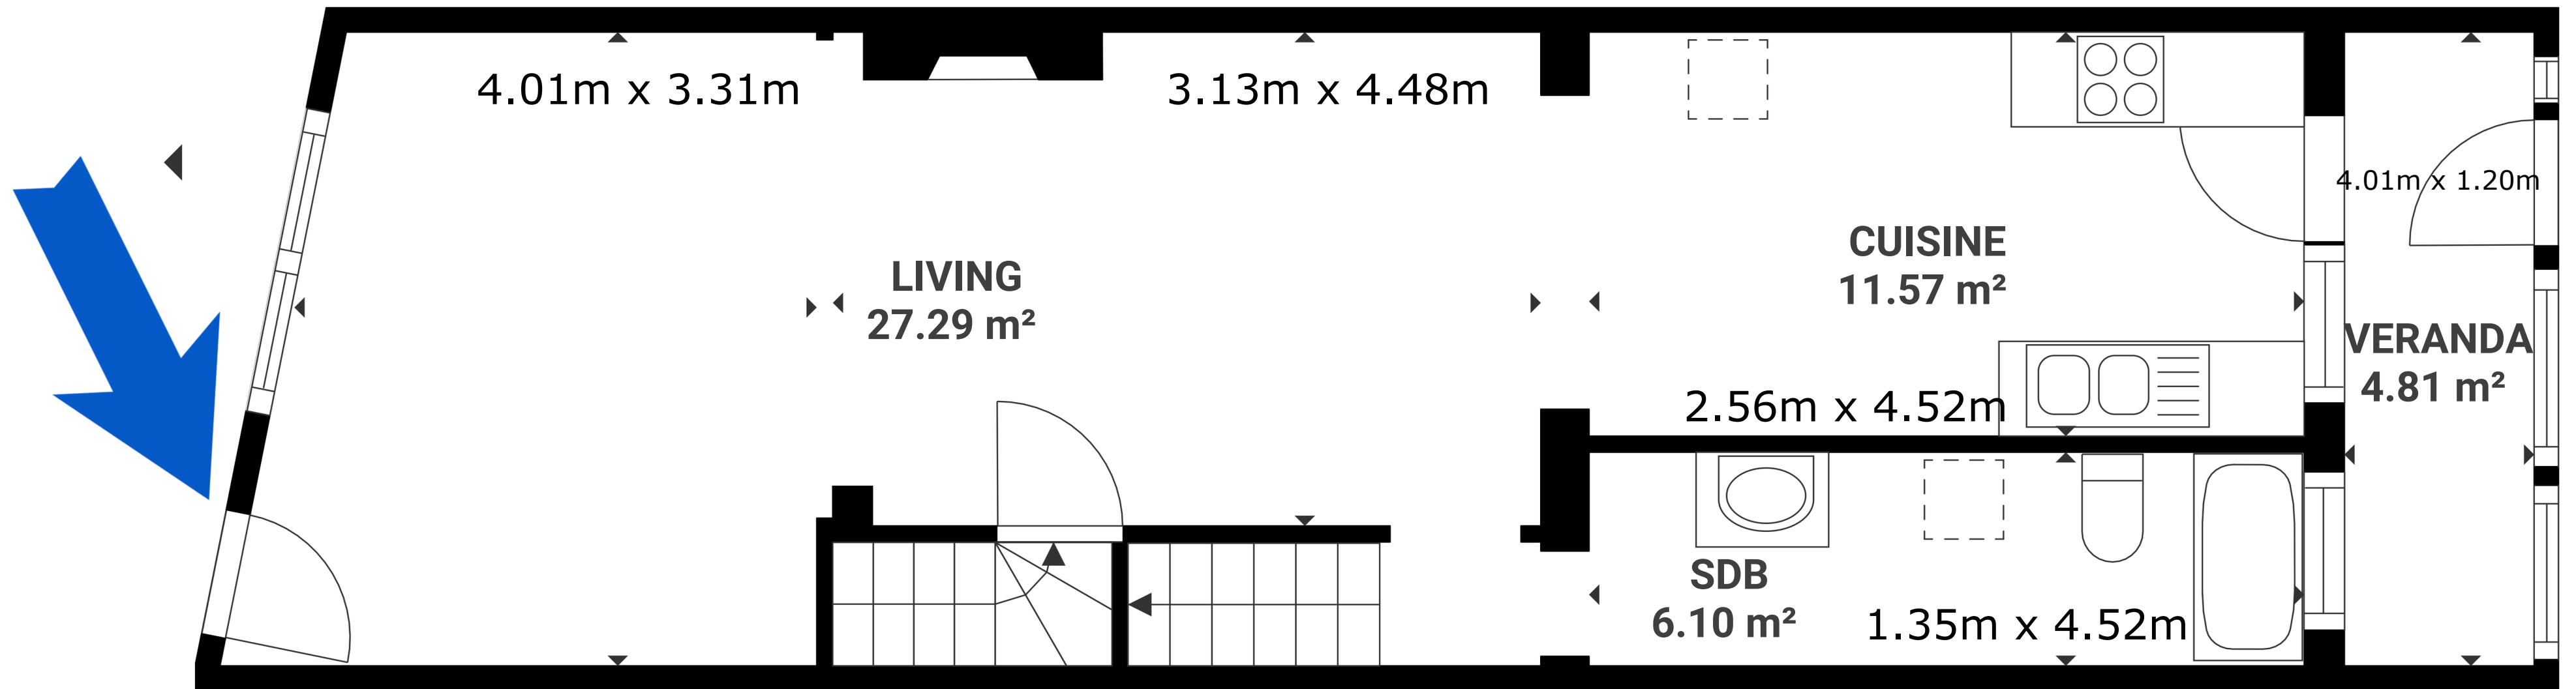 4.01m x 3.31m
3.13m x 4.48m
4.01m x 1.20m
LIVING
27.29 m²
CUISINE
11.57 m²
VERANDA
4.81 m²
2.56m x 4.52m
SDB
6.10 m²
1.35m x 4.52m